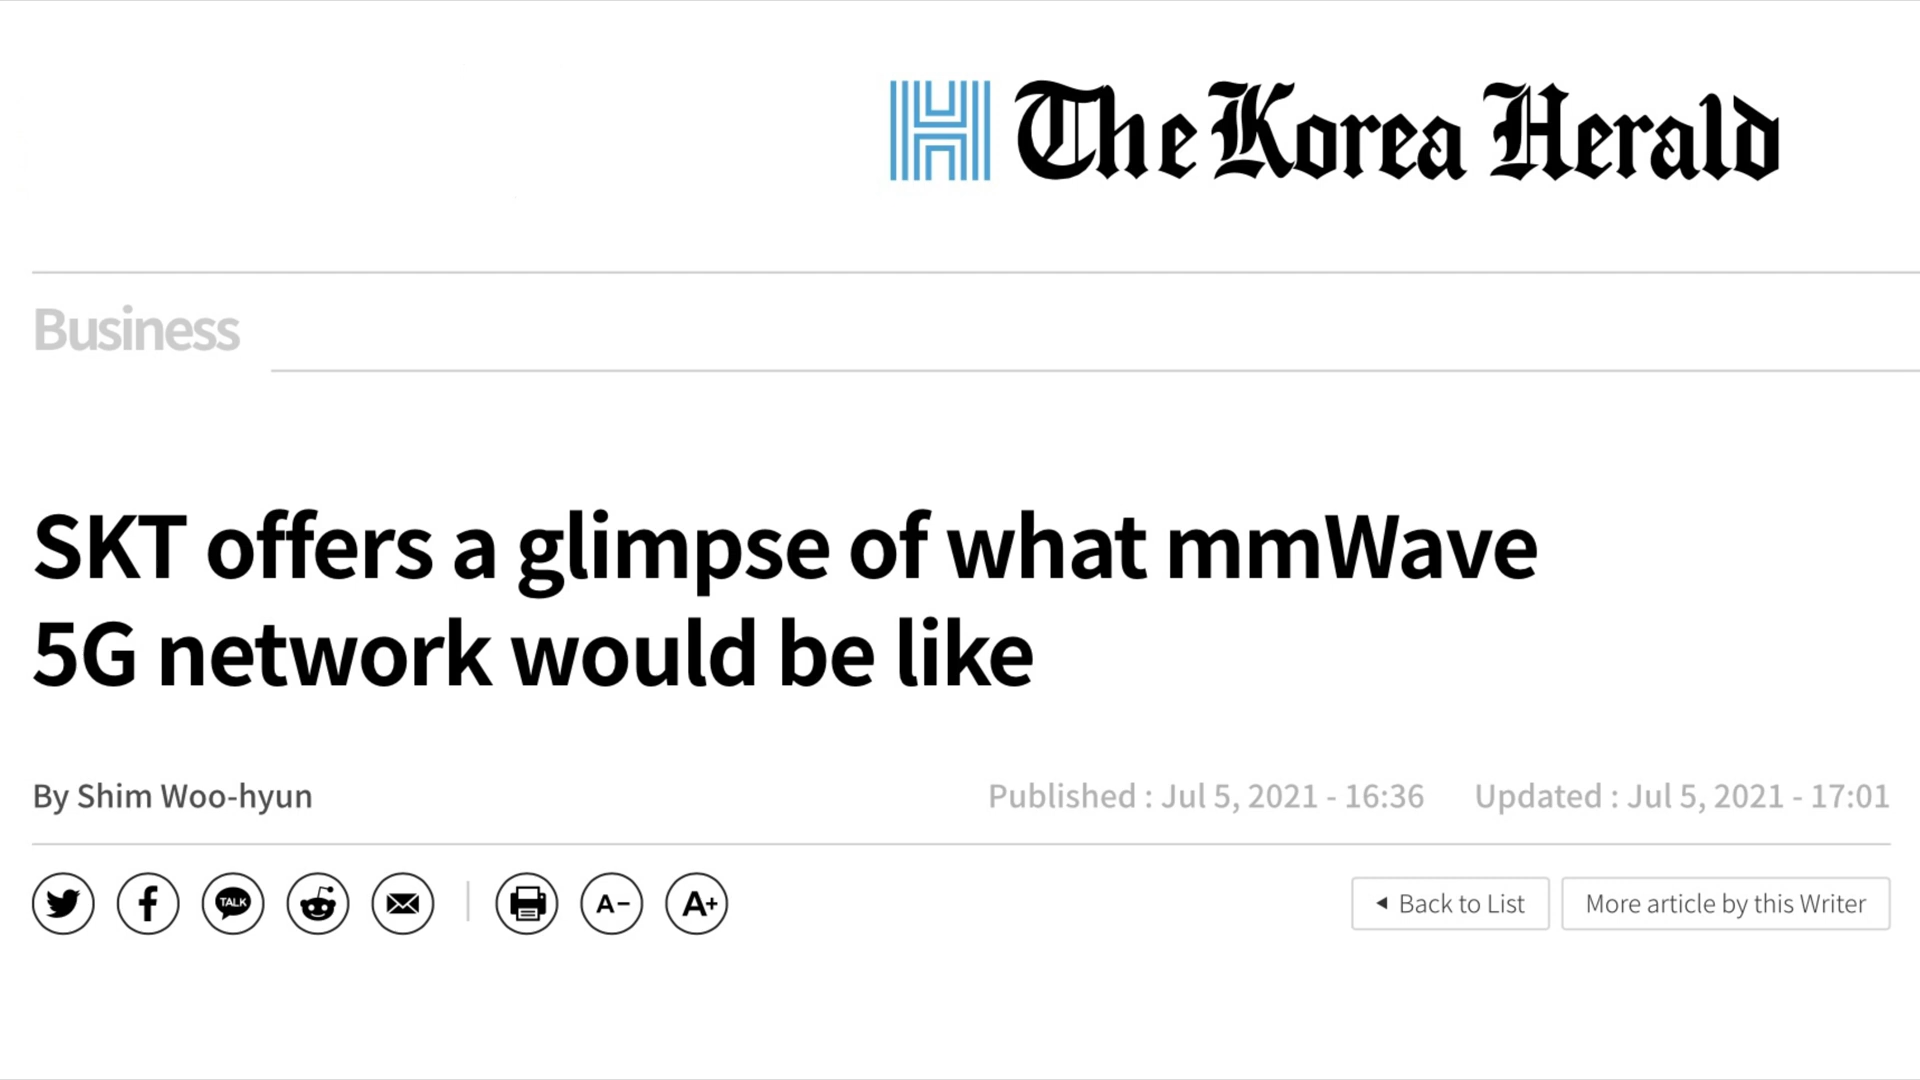 The Korea Herald
Business
SKT offers a glimpse of what mmWave
5G network would be like
By Shim Woo-hyun
Published : Jul 5, 2021 - 16:36
Updated : Jul 5, 2021 - 17:01
TALK
A-
A+
Back to List
More article by this Writer